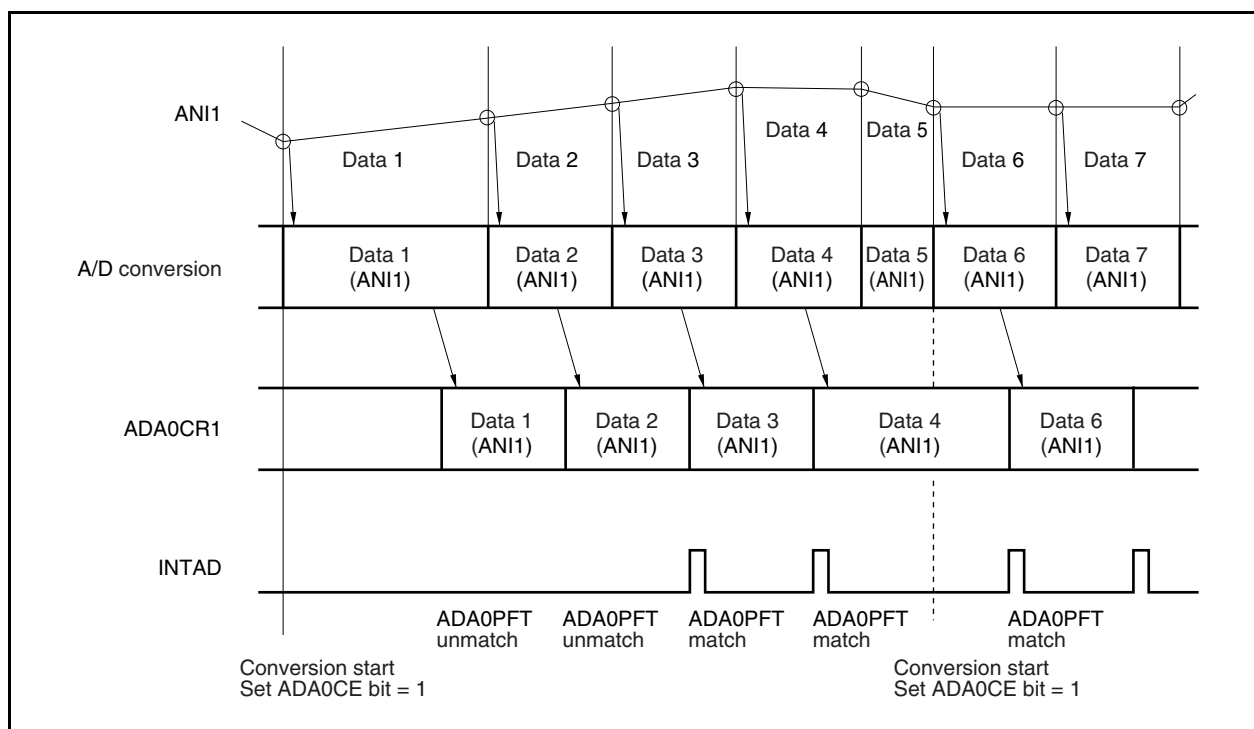 ANI1
Data 1
Data 2
Data 3
Data 4
Data 5
Data 6
Data 7
A/D conversion
Data 1
(ANI1)
Data 2
(ANI1)
Data 3
(ANI1)
Data 4
(ANI1)
Data 5
(ANI1)
Data 6
(ANI1)
Data 7
(ANI1)
ADA0CR1
Data 1
(ANI1)
Data 2
(ANI1)
Data 3
(ANI1)
Data 4
(ANI1)
Data 6
(ANI1)
INTAD
ADA0PFT
unmatch
ADA0PFT
unmatch
ADA0PFT
match
ADA0PFT
match
ADA0PFT
match
Conversion start
Set ADA0CE bit = 1
Conversion start
Set ADA0CE bit = 1